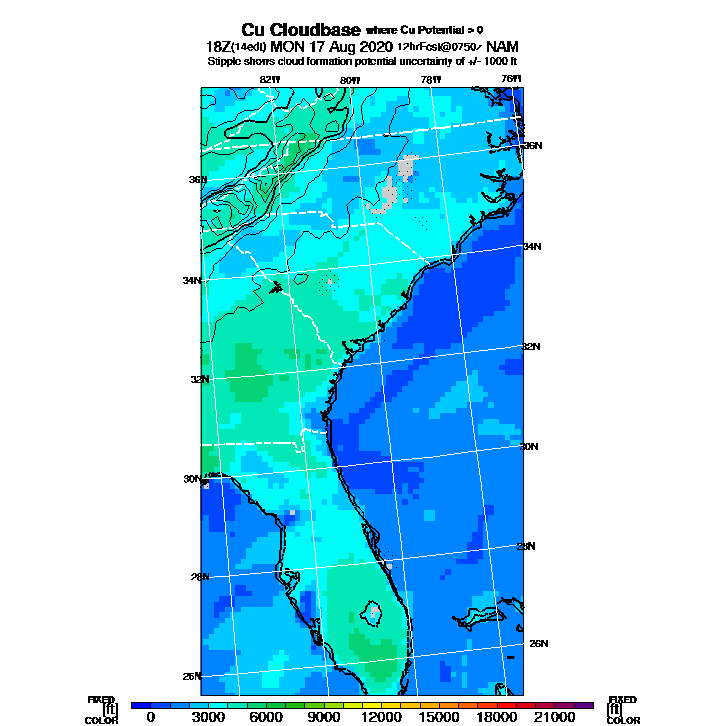 Cu Cloudbase where Cu Potential > 0
18Z(14edt) MON 17 Aug 2020 12hrFcst@0750z NAM
Stipple shows cloud formation potential uncertainty of +/- 1000 ft
82W 80W 78W 76W
36N 36N
34N 34N
32N 32N
30N 30N
28N 28N
26N 26N
FIXED FIXED
[ft] [ft]
COLOR COLOR
0 3000 6000 9000 12000 15000 18000 21000